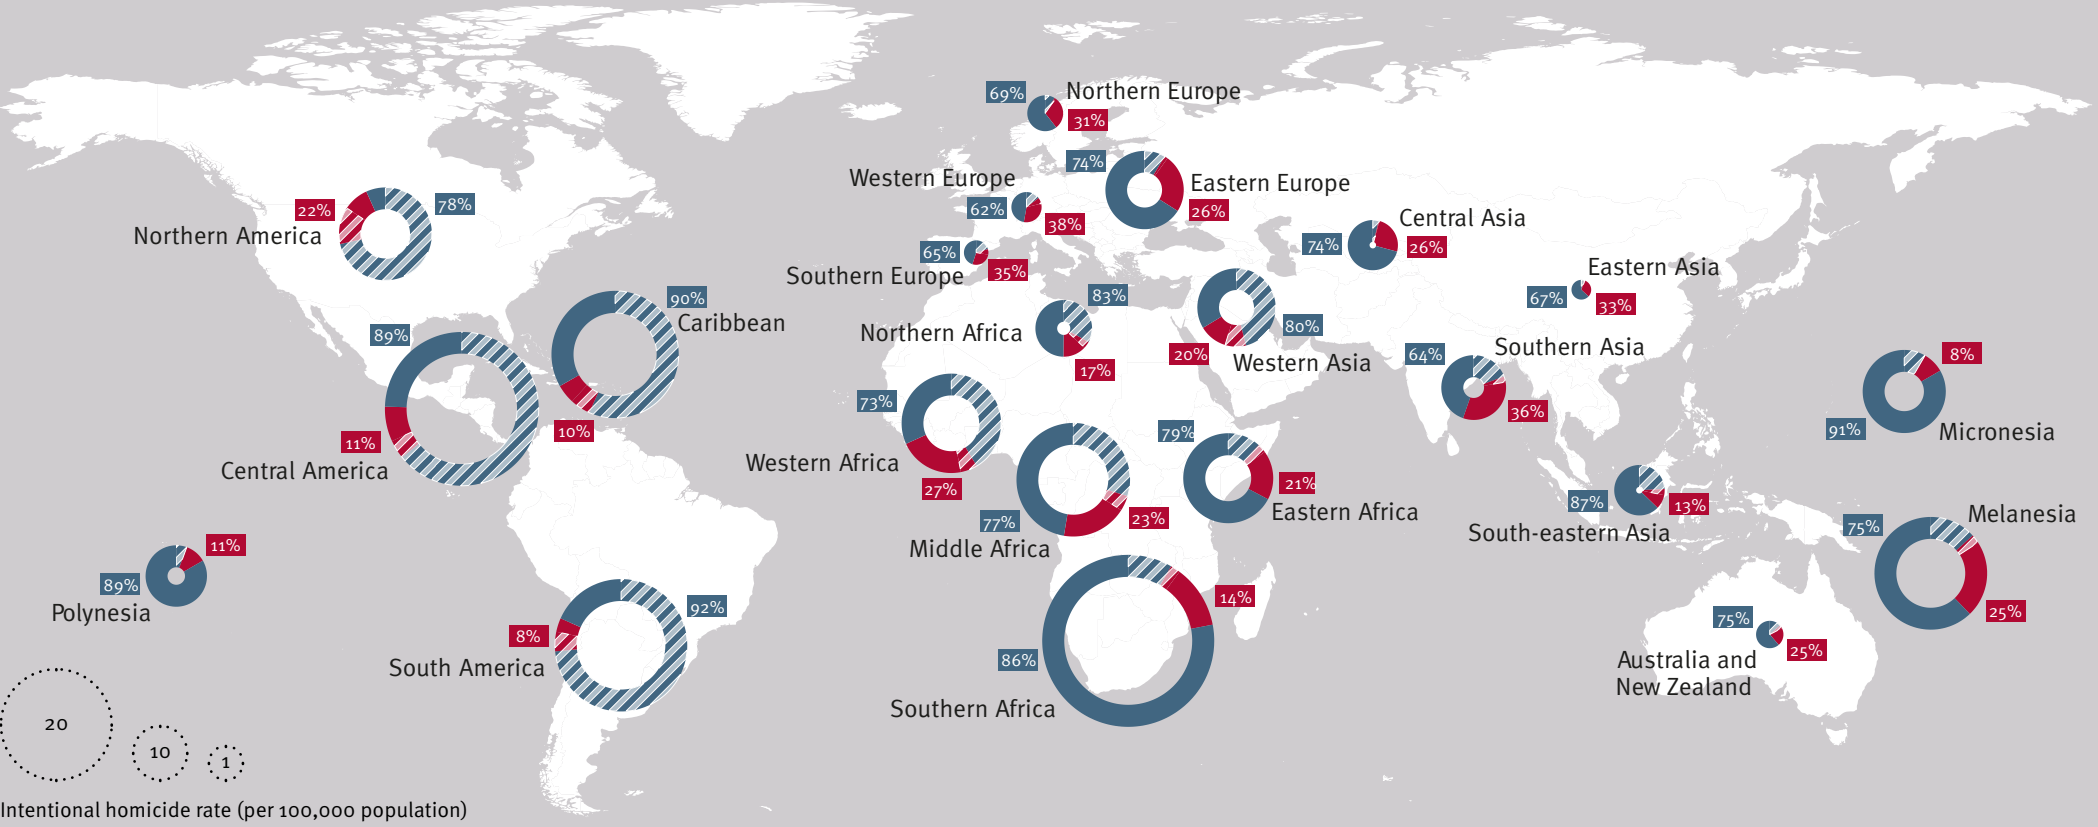 69%
Northern Europe
31%
74%
Western Europe
Eastern Europe
62%
26%
38%
22%
78%
Northern America
Central Asia
74%
26%
65%
35%
Southern Europe
Eastern Asia
67%
33%
90%
Caribbean
89%
10%
11%
Central America
83%
Northern Africa
17%
80%
20%
Western Asia
64%
Southern Asia
36%
8%
91%
Micronesia
73%
Western Africa
27%
79%
21%
Eastern Africa
77%
23%
Middle Africa
87%
13%
South-eastern Asia
75%
Melanesia
25%
11%
89%
Polynesia
92%
8%
South America
14%
86%
Southern Africa
75%
25%
Australia and
New Zealand
20
10
1
Intentional homicide rate (per 100,000 population)